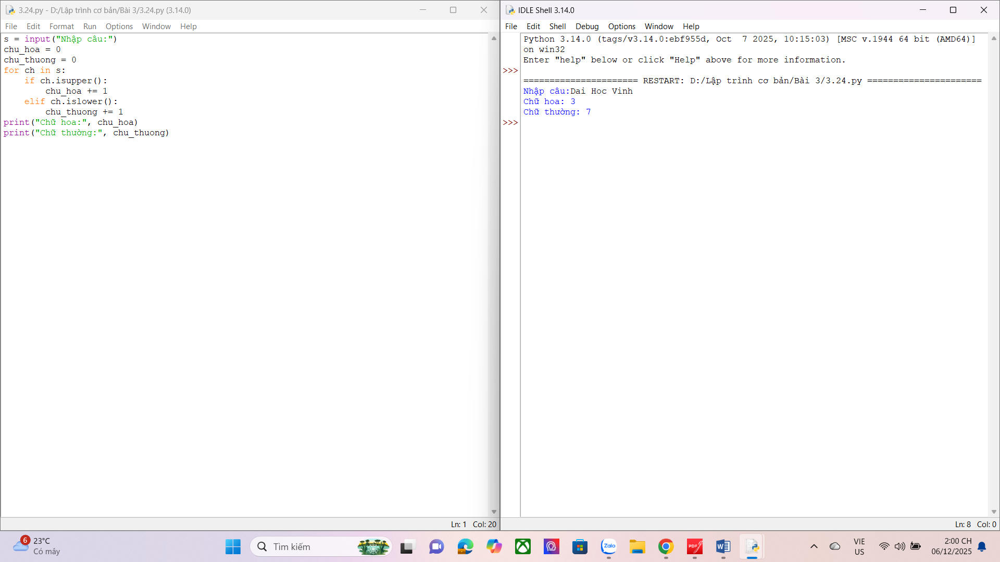 3.24.py - D:/Lập trình cơ bản/Bài 3/3.24.py (3.14.0)
File Edit Format Run Options Window Help
s = input("Nhập câu:")
chu_hoa = 0
chu_thuong = 0
for ch in s:
    if ch.isupper():
        chu_hoa += 1
    elif ch.islower():
        chu_thuong += 1
print("Chữ hoa:", chu_hoa)
print("Chữ thường:", chu_thuong)
Ln: 1 Col: 20
IDLE Shell 3.14.0
File Edit Shell Debug Options Window Help
Python 3.14.0 (tags/v3.14.0:ebf955d, Oct  7 2025, 10:15:03) [MSC v.1944 64 bit (AMD64)]
on win32
Enter "help" below or click "Help" above for more information.
>>>
====================== RESTART: D:/Lập trình cơ bản/Bài 3/3.24.py ======================
Nhập câu:Dai Hoc Vinh
Chữ hoa: 3
Chữ thường: 7
>>>
Ln: 8 Col: 0
6
23°C
Có mây
Tìm kiếm
Zalo
PDF
W
VIE
US
2:00 CH
06/12/2025